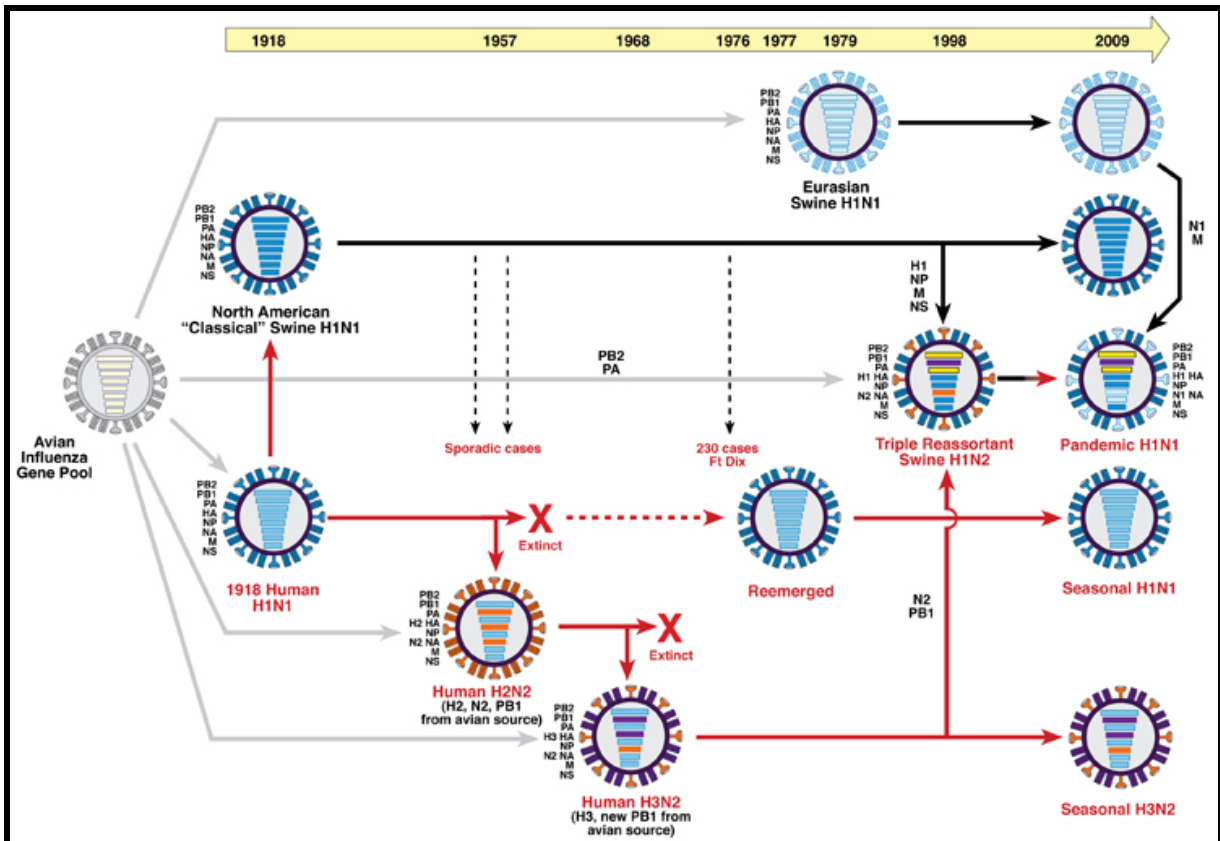 1918 1957 1968 1976 1977 1979 1998 2009
PB2
PB1
PA
HA
NP
NA
M
NS
Eurasian
Swine H1N1
N1
M
PB2
PB1
PA
HA
NP
NA
M
NS
North American
“Classical” Swine H1N1
H1
NP
M
NS
Avian
Influenza
Gene Pool
PB2
PA
Sporadic cases
230 cases
Ft Dix
PB2
PB1
PA
H1 HA
NP
N2 NA
M
NS
Triple Reassortant
Swine H1N2
PB2
PB1
PA
H1 HA
NP
N1 NA
M
NS
Pandemic H1N1
PB2
PB1
PA
HA
NP
NA
M
NS
1918 Human
H1N1
X
Extinct
Reemerged
Seasonal H1N1
PB2
PB1
PA
H2 HA
NP
N2 NA
M
NS
Human H2N2
(H2, N2, PB1
from avian source)
X
Extinct
N2
PB1
PB2
PB1
PA
H3 HA
NP
N2 NA
M
NS
Human H3N2
(H3, new PB1 from
avian source)
Seasonal H3N2